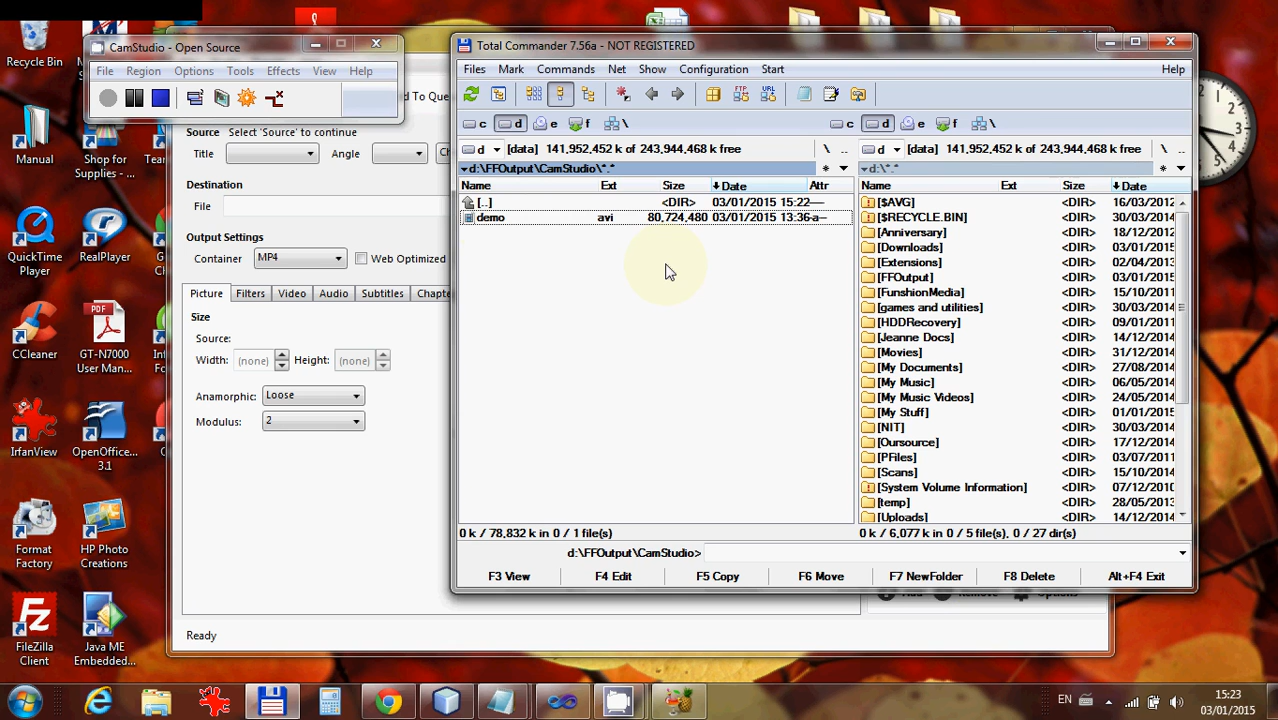 Recycle Bin
Manual
Shop for
Supplies - ...
QuickTime
Player
RealPlayer
CCleaner
PDF
GT-N7000
User Man...
IrfanView
OpenOffice...
3.1
Format
Factory
HP Photo
Creations
FileZilla
Client
Java ME
Embedded...
CamStudio - Open Source
File Region Options Tools Effects View Help
Source Select 'Source' to continue
Title Angle
Destination
File
Output Settings
Container MP4 Web Optimized
Picture Filters Video Audio Subtitles Chapte
Size
Source:
Width: (none) Height: (none)
Anamorphic: Loose
Modulus: 2
Ready
Total Commander 7.56a - NOT REGISTERED
Files Mark Commands Net Show Configuration Start Help
FTP URL
c d e f \
d [data] 141,952,452 k of 243,944,468 k free \ ..
d:\FFOutput\CamStudio\*.* *
Name Ext Size Date Attr
[..] <DIR> 03/01/2015 15:22----
demo avi 80,724,480 03/01/2015 13:36-a--
0 k / 78,832 k in 0 / 1 file(s)
c d e f \
d [data] 141,952,452 k of 243,944,468 k free \ ..
d:\*.* *
Name Ext Size Date
[$AVG] <DIR> 16/03/2012
[$RECYCLE.BIN] <DIR> 30/03/2014
[Anniversary] <DIR> 18/12/2014
[Downloads] <DIR> 03/01/2015
[Extensions] <DIR> 02/04/2013
[FFOutput] <DIR> 03/01/2015
[FunshionMedia] <DIR> 15/10/2011
[games and utilities] <DIR> 30/03/2014
[HDDRecovery] <DIR> 09/01/2011
[Jeanne Docs] <DIR> 14/12/2014
[Movies] <DIR> 31/12/2014
[My Documents] <DIR> 27/08/2014
[My Music] <DIR> 06/05/2014
[My Music Videos] <DIR> 24/05/2014
[My Stuff] <DIR> 01/01/2015
[NIT] <DIR> 30/03/2014
[Oursource] <DIR> 17/12/2014
[PFiles] <DIR> 03/07/2011
[Scans] <DIR> 15/10/2014
[System Volume Information] <DIR> 07/12/2010
[temp] <DIR> 28/05/2013
[Uploads] <DIR> 14/12/2014
0 k / 6,077 k in 0 / 5 file(s), 0 / 27 dir(s)
d:\FFOutput\CamStudio>
F3 View F4 Edit F5 Copy F6 Move F7 NewFolder F8 Delete Alt+F4 Exit
EN
15:23
03/01/2015